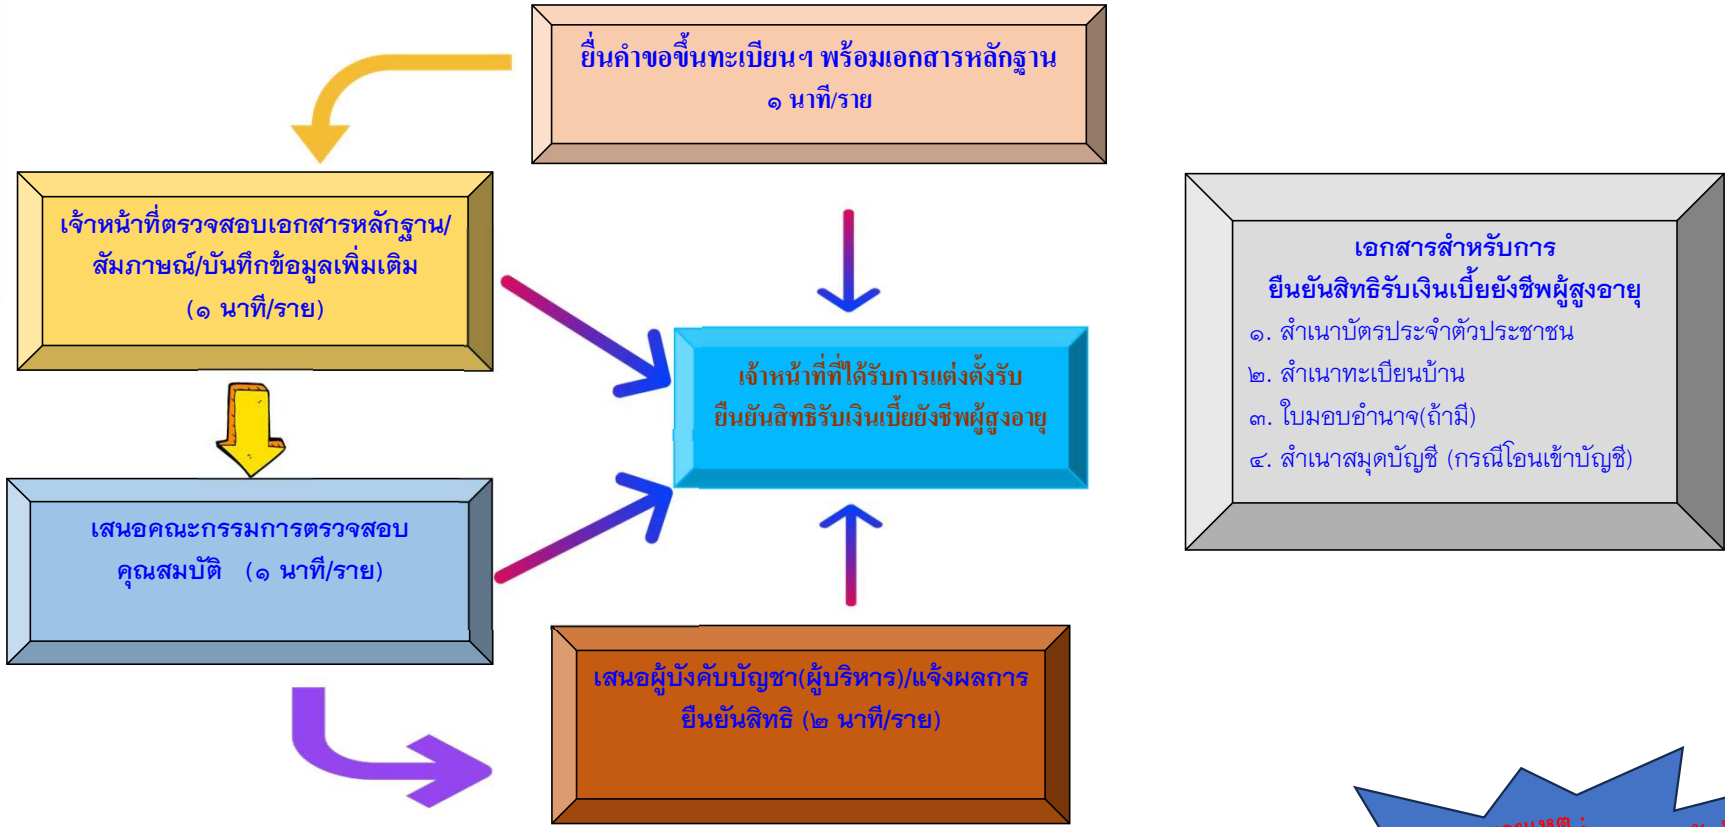 ยื่นคำขอขึ้นทะเบียนฯ พร้อมเอกสารหลักฐาน
๑ นาที/ราย
เจ้าหน้าที่ตรวจสอบเอกสารหลักฐาน/
สัมภาษณ์/บันทึกข้อมูลเพิ่มเติม
(๑ นาที/ราย)
เจ้าหน้าที่ที่ได้รับการแต่งตั้งรับ
ยืนยันสิทธิรับเงินเบี้ยยังชีพผู้สูงอายุ
เสนอคณะกรรมการตรวจสอบ
คุณสมบัติ (๑ นาที/ราย)
เสนอผู้บังคับบัญชา(ผู้บริหาร)/แจ้งผลการ
ยืนยันสิทธิ (๒ นาที/ราย)
เอกสารสำหรับการ
ยืนยันสิทธิรับเงินเบี้ยยังชีพผู้สูงอายุ
๑. สำเนาบัตรประจำตัวประชาชน
๒. สำเนาทะเบียนบ้าน
๓. ใบมอบอำนาจ(ถ้ามี)
๔. สำเนาสมุดบัญชี (กรณีโอนเข้าบัญชี)